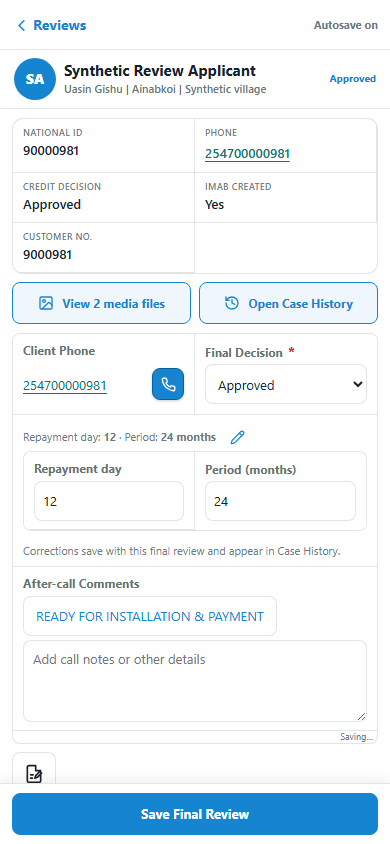 Reviews
Autosave on
SA
Synthetic Review Applicant
Uasin Gishu | Ainabkoi | Synthetic village
Approved
NATIONAL ID
90000981
PHONE
254700000981
CREDIT DECISION
Approved
IMAB CREATED
Yes
CUSTOMER NO.
9000981
View 2 media files
Open Case History
Client Phone
254700000981
Final Decision *
Approved
Repayment day: 12 · Period: 24 months
Repayment day
12
Period (months)
24
Corrections save with this final review and appear in Case History.
After-call Comments
READY FOR INSTALLATION & PAYMENT
Add call notes or other details
Saving...
Save Final Review